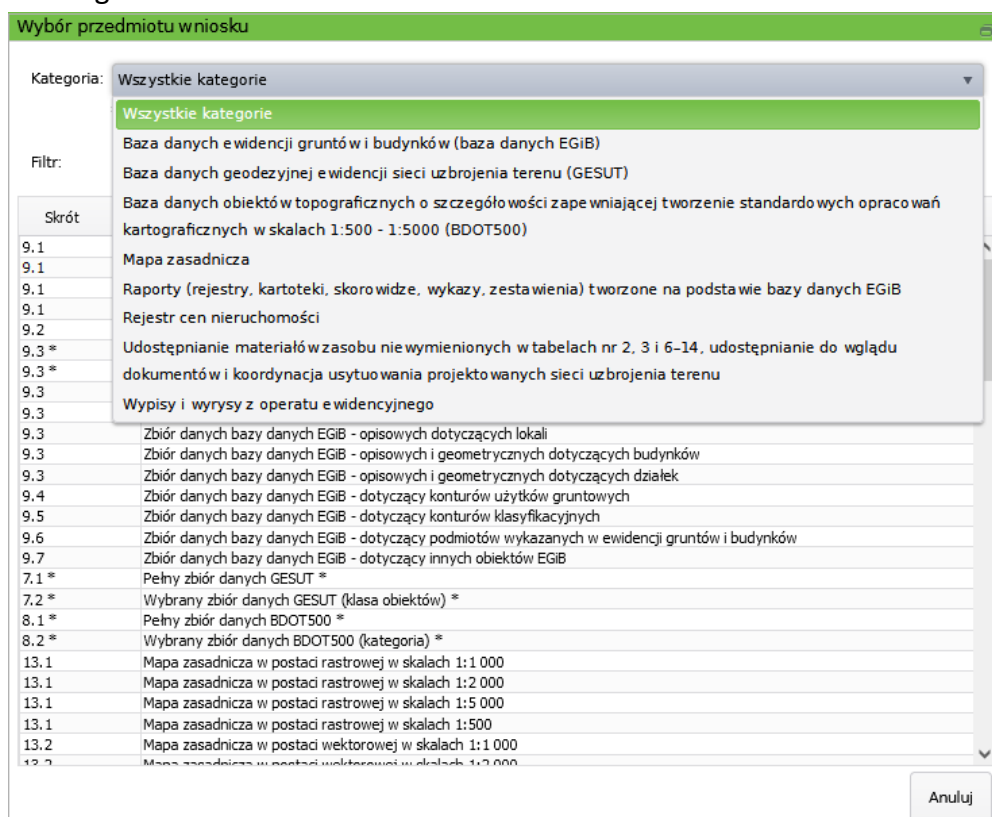 Wybór przedmiotu wniosku
Kategoria:
Wszystkie kategorie
Wszystkie kategorie
Baza danych ewidencji gruntów i budynków (baza danych EGiB)
Baza danych geodezyjnej ewidencji sieci uzbrojenia terenu (GESUT)
Filtr:
Baza danych obiektów topograficznych o szczegółowości zapewniającej tworzenie standardowych opracowań
kartograficznych w skalach 1:500 - 1:5000 (BDOT500)
Mapa zasadnicza
Raporty (rejestry, kartoteki, skorowidze, wykazy, zestawienia) tworzone na podstawie bazy danych EGiB
Rejestr cen nieruchomości
Udostępnianie materiałów zasobu niewymienionych w tabelach nr 2, 3 i 6–14, udostępnianie do wglądu
dokumentów i koordynacja usytuowania projektowanych sieci uzbrojenia terenu
Wypisy i wyrysy z operatu ewidencyjnego
Skrót
9.1
9.1
9.1
9.1
9.2
9.3 *
9.3 *
9.3
9.3
9.3 Zbiór danych bazy danych EGiB - opisowych dotyczących lokali
9.3 Zbiór danych bazy danych EGiB - opisowych i geometrycznych dotyczących budynków
9.3 Zbiór danych bazy danych EGiB - opisowych i geometrycznych dotyczących działek
9.4 Zbiór danych bazy danych EGiB - dotyczący konturów użytków gruntowych
9.5 Zbiór danych bazy danych EGiB - dotyczący konturów klasyfikacyjnych
9.6 Zbiór danych bazy danych EGiB - dotyczący podmiotów wykazanych w ewidencji gruntów i budynków
9.7 Zbiór danych bazy danych EGiB - dotyczący innych obiektów EGiB
7.1 * Pełny zbiór danych GESUT *
7.2 * Wybrany zbiór danych GESUT (klasa obiektów) *
8.1 * Pełny zbiór danych BDOT500 *
8.2 * Wybrany zbiór danych BDOT500 (kategoria) *
13.1 Mapa zasadnicza w postaci rastrowej w skalach 1:1 000
13.1 Mapa zasadnicza w postaci rastrowej w skalach 1:2 000
13.1 Mapa zasadnicza w postaci rastrowej w skalach 1:5 000
13.1 Mapa zasadnicza w postaci rastrowej w skalach 1:500
13.2 Mapa zasadnicza w postaci wektorowej w skalach 1:1 000
13.2 Mapa zasadnicza w postaci wektorowej w skalach 1:2 000
Anuluj